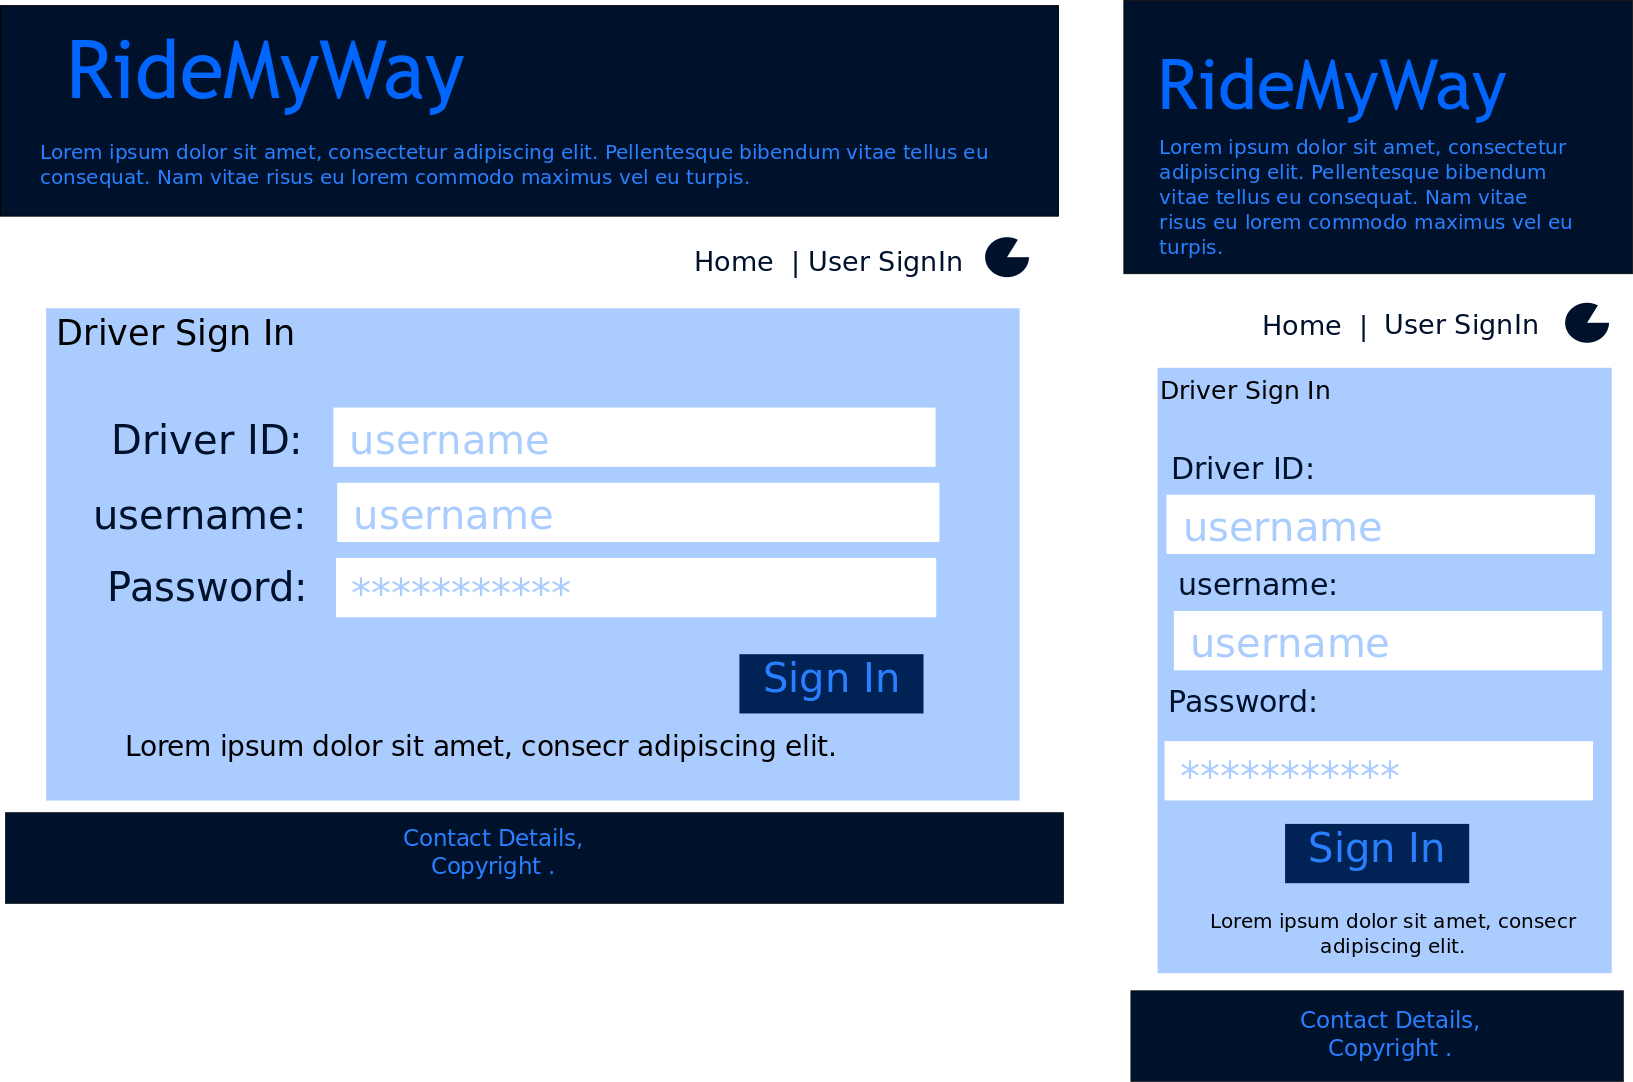 RideMyWay
Lorem ipsum dolor sit amet, consectetur adipiscing elit. Pellentesque bibendum vitae tellus eu
consequat. Nam vitae risus eu lorem commodo maximus vel eu turpis.
Home | User SignIn
Driver Sign In
Driver ID: username
username: username
Password: ***********
Sign In
Lorem ipsum dolor sit amet, consecr adipiscing elit.
Contact Details,
Copyright .
RideMyWay
Lorem ipsum dolor sit amet, consectetur
adipiscing elit. Pellentesque bibendum
vitae tellus eu consequat. Nam vitae
risus eu lorem commodo maximus vel eu
turpis.
Home | User SignIn
Driver Sign In
Driver ID:
username
username:
username
Password:
***********
Sign In
Lorem ipsum dolor sit amet, consecr
adipiscing elit.
Contact Details,
Copyright .